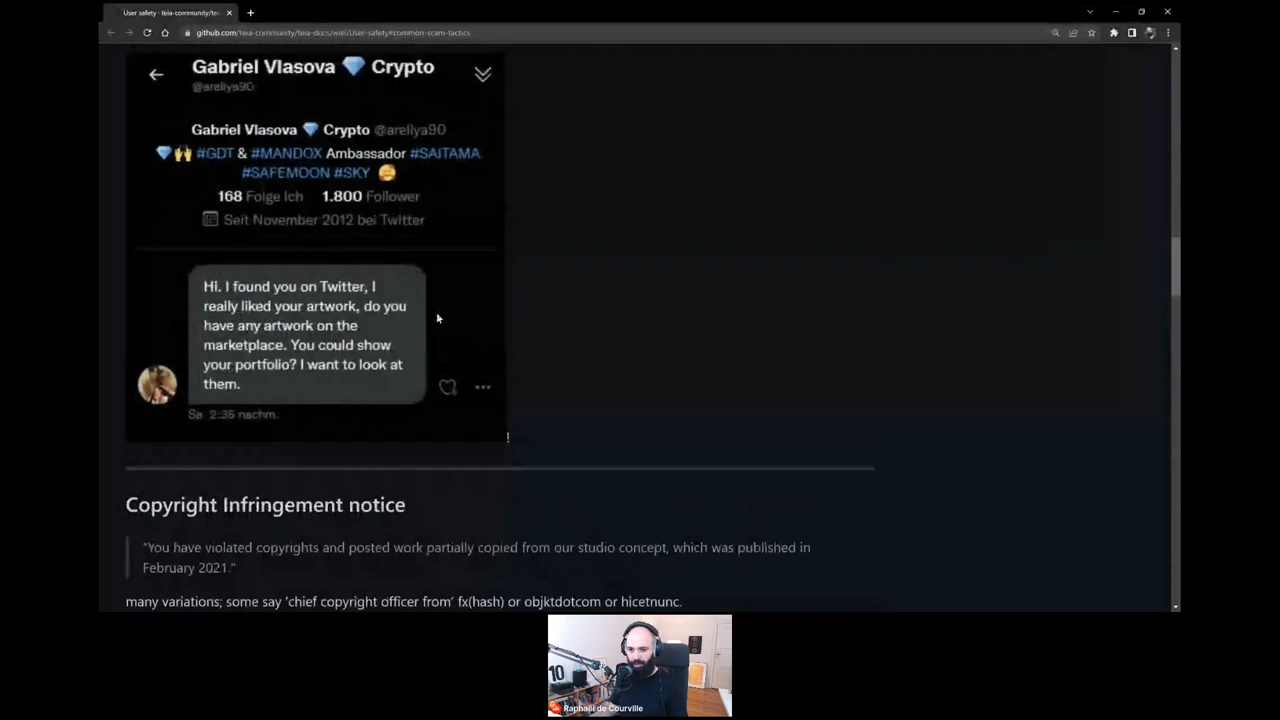 User safety · teia-community/tei
github.com/teia-community/teia-docs/wiki/User-safety#common-scam-tactics
Gabriel Vlasova 💎 Crypto
@arellya90
Gabriel Vlasova 💎 Crypto @arellya90
💎🙌 #GDT & #MANDOX Ambassador #SAITAMA
#SAFEMOON #SKY
168 Folge Ich 1.800 Follower
Seit November 2012 bei Twitter
Hi. I found you on Twitter, I
really liked your artwork, do you
have any artwork on the
marketplace. You could show
your portfolio? I want to look at
them.
Sa. 2:35 nachm.
!
Copyright Infringement notice
"You have violated copyrights and posted work partially copied from our studio concept, which was published in
February 2021."
many variations; some say 'chief copyright officer from' fx(hash) or objktdotcom or hicetnunc.
10
Raphaël de Courville